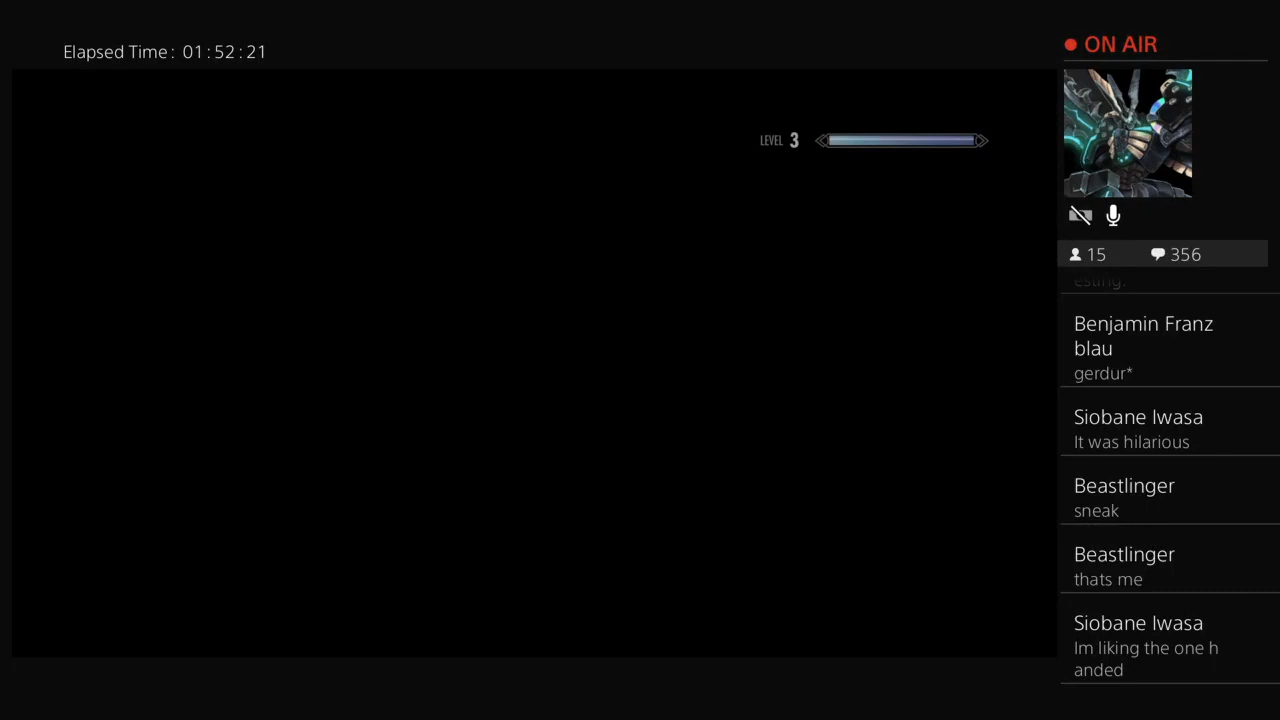 Elapsed Time: 01:52:21
ON AIR
LEVEL 3
15 356
esting.
Benjamin Franz
blau
gerdur*
Siobane Iwasa
It was hilarious
Beastlinger
sneak
Beastlinger
thats me
Siobane Iwasa
Im liking the one h
anded